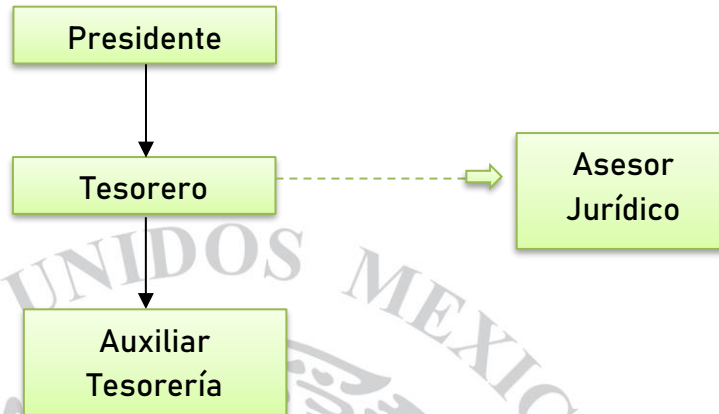 Presidente
Tesorero
Asesor
Jurídico
UNIDOS MEXIC
Auxiliar
Tesorería